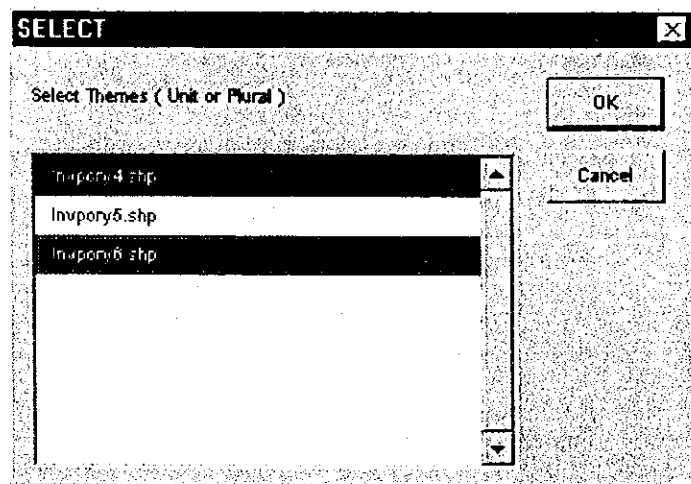 SELECT
Select Themes ( Unit or Plural )
OK
Cancel
Invpory4.shp
Invpory5.shp
Invpory6.shp